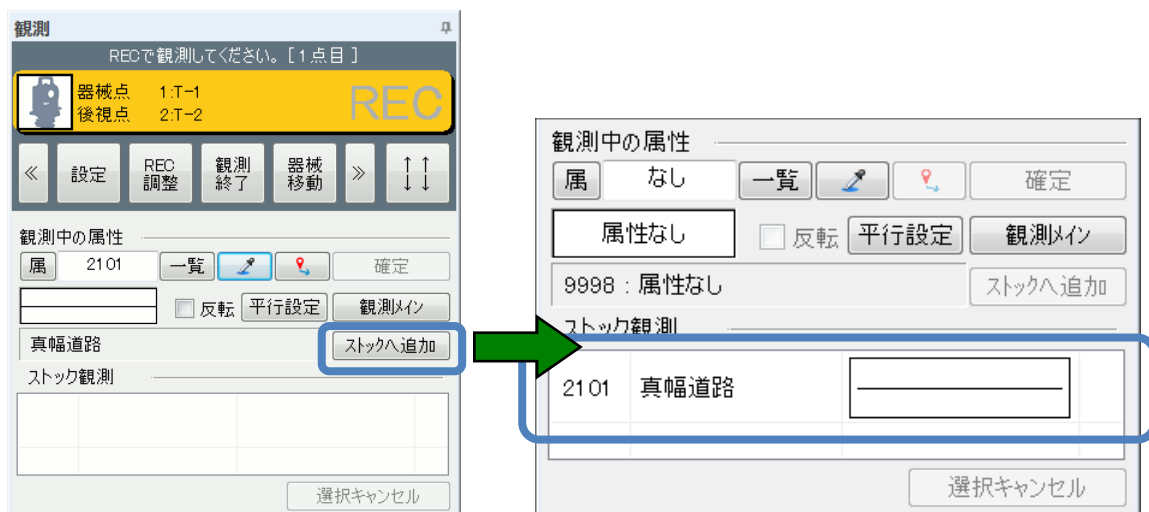 観測
RECで観測してください。[1点目]
器械点 1:T-1
後視点 2:T-2
REC
≪ 設定 REC調整 観測終了 器械移動 ≫ ↑↑↓↓
観測中の属性
属 2101 一覧 確定
反転 平行設定 観測メイン
真幅道路 ストックへ追加
ストック観測
選択キャンセル
観測中の属性
属 なし 一覧 確定
属性なし 反転 平行設定 観測メイン
9998 : 属性なし ストックへ追加
ストック観測
2101 真幅道路
選択キャンセル